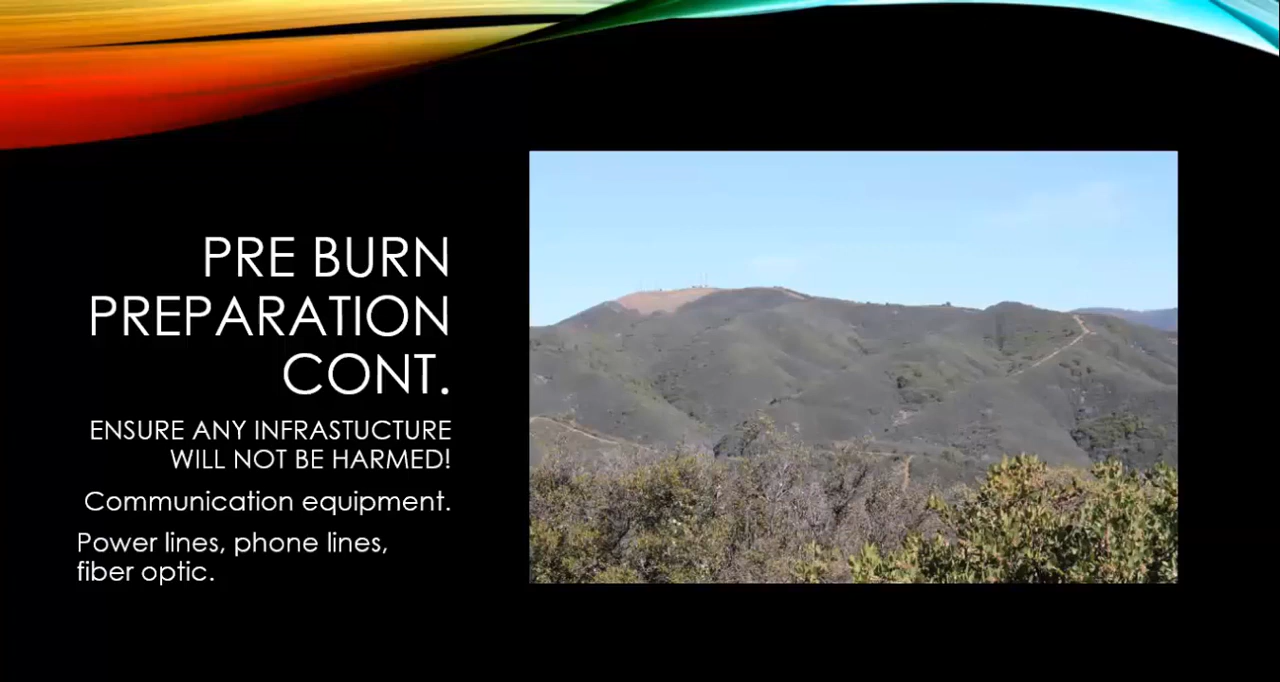 PRE BURN
PREPARATION
CONT.
ENSURE ANY INFRASTUCTURE
WILL NOT BE HARMED!
Communication equipment.
Power lines, phone lines,
fiber optic.